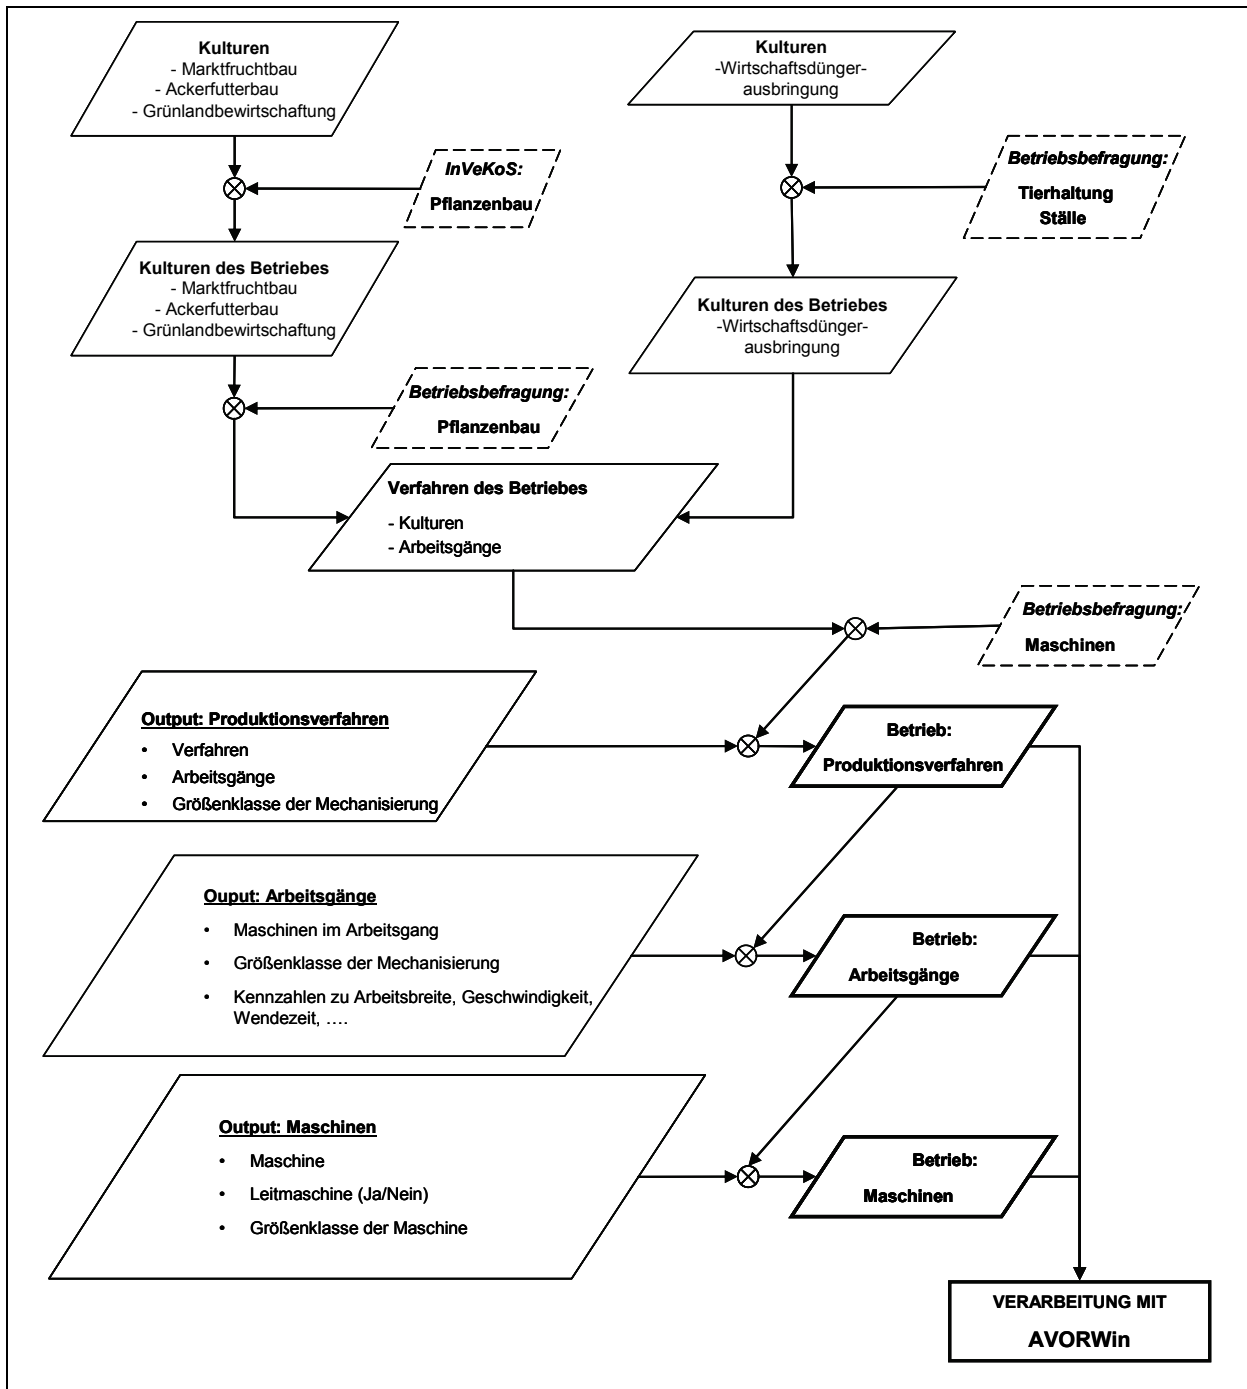 Kulturen
- Marktfruchtbau
- Ackerfutterbau
- Grünlandbewirtschaftung
Kulturen
-Wirtschaftsdünger-
ausbringung
InVeKoS:
Pflanzenbau
Betriebsbefragung:
Tierhaltung
Ställe
Kulturen des Betriebes
- Marktfruchtbau
- Ackerfutterbau
- Grünlandbewirtschaftung
Kulturen des Betriebes
-Wirtschaftsdünger-
ausbringung
Betriebsbefragung:
Pflanzenbau
Verfahren des Betriebes
- Kulturen
- Arbeitsgänge
Betriebsbefragung:
Maschinen
Output: Produktionsverfahren
• Verfahren
• Arbeitsgänge
• Größenklasse der Mechanisierung
Betrieb:
Produktionsverfahren
Ouput: Arbeitsgänge
• Maschinen im Arbeitsgang
• Größenklasse der Mechanisierung
• Kennzahlen zu Arbeitsbreite, Geschwindigkeit,
Wendezeit, ….
Betrieb:
Arbeitsgänge
Output: Maschinen
• Maschine
• Leitmaschine (Ja/Nein)
• Größenklasse der Maschine
Betrieb:
Maschinen
VERARBEITUNG MIT
AVORWin